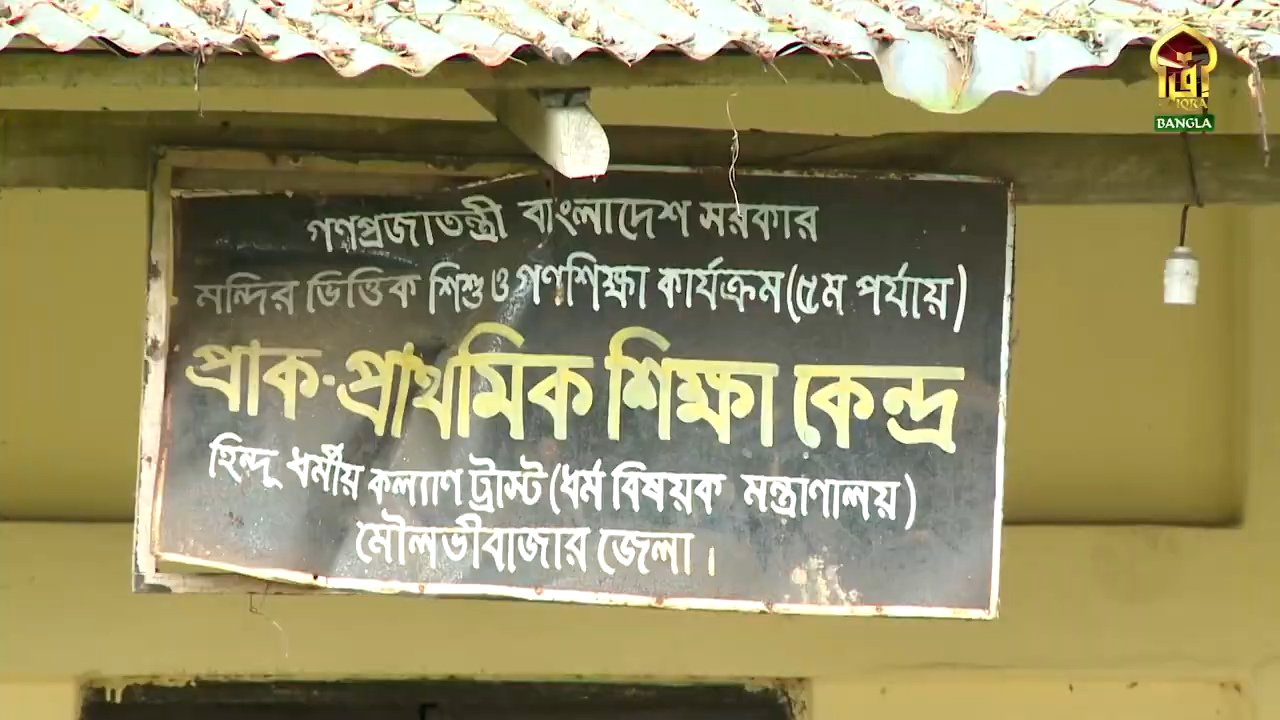 গণপ্রজাতন্ত্রী বাংলাদেশ সরকার
মন্দির ভিত্তিক শিশু ও গণশিক্ষা কার্যক্রম (৫ম পর্যায়)
প্রাক-প্রাথমিক শিক্ষা কেন্দ্র
হিন্দু ধর্মীয় কল্যাণ ট্রাস্ট (ধর্ম বিষয়ক মন্ত্রাণালয়)
মৌলভীবাজার জেলা।
IQRA
BANGLA